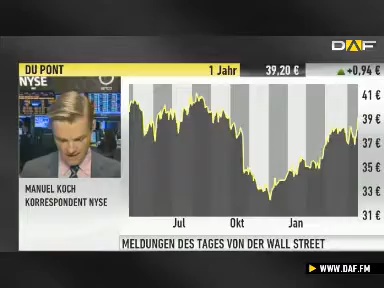 DAF
DU PONT 1 Jahr 39,20 € +0,94 %
NYSE
41 €
39 €
37 €
35 €
33 €
31 €
Jul Okt Jan
MANUEL KOCH
KORRESPONDENT NYSE
MELDUNGEN DES TAGES VON DER WALL STREET
WWW.DAF.FM